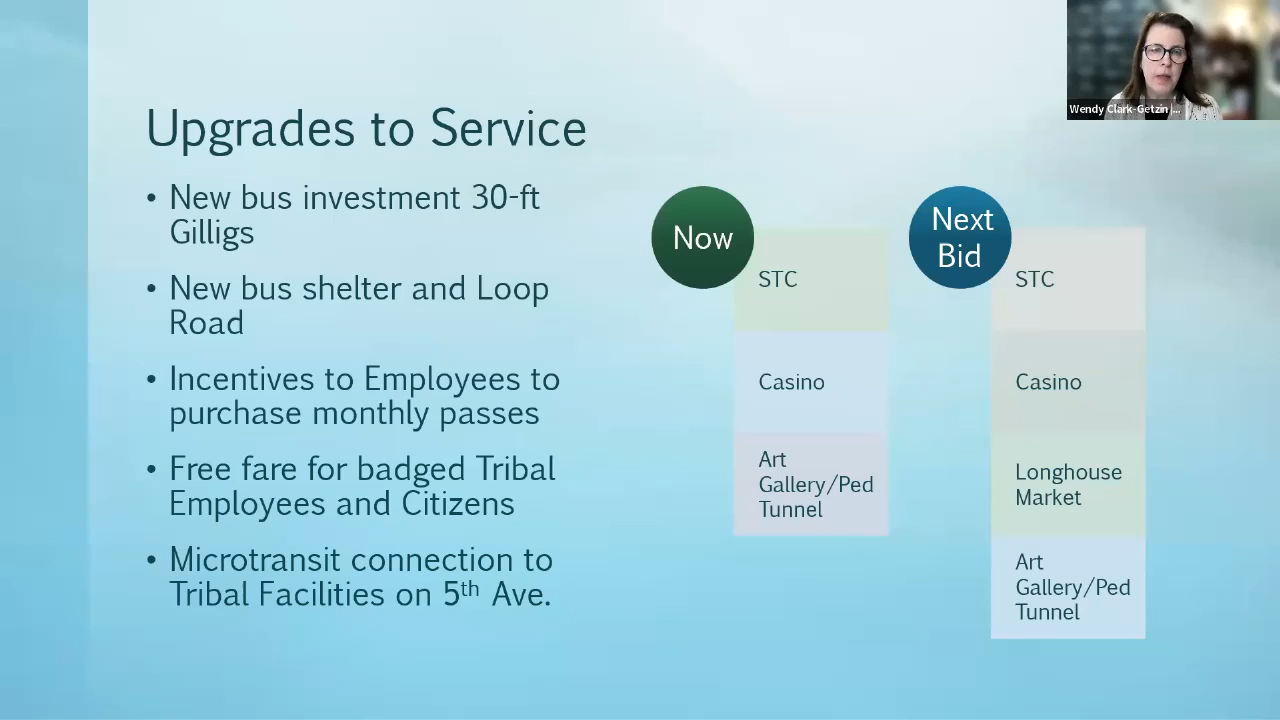 Wendy Clark-Getzin |...
Upgrades to Service
• New bus investment 30-ft
Gilligs
• New bus shelter and Loop
Road
• Incentives to Employees to
purchase monthly passes
• Free fare for badged Tribal
Employees and Citizens
• Microtransit connection to
Tribal Facilities on 5th Ave.
Now
STC
Casino
Art
Gallery/Ped
Tunnel
Next
Bid
STC
Casino
Longhouse
Market
Art
Gallery/Ped
Tunnel